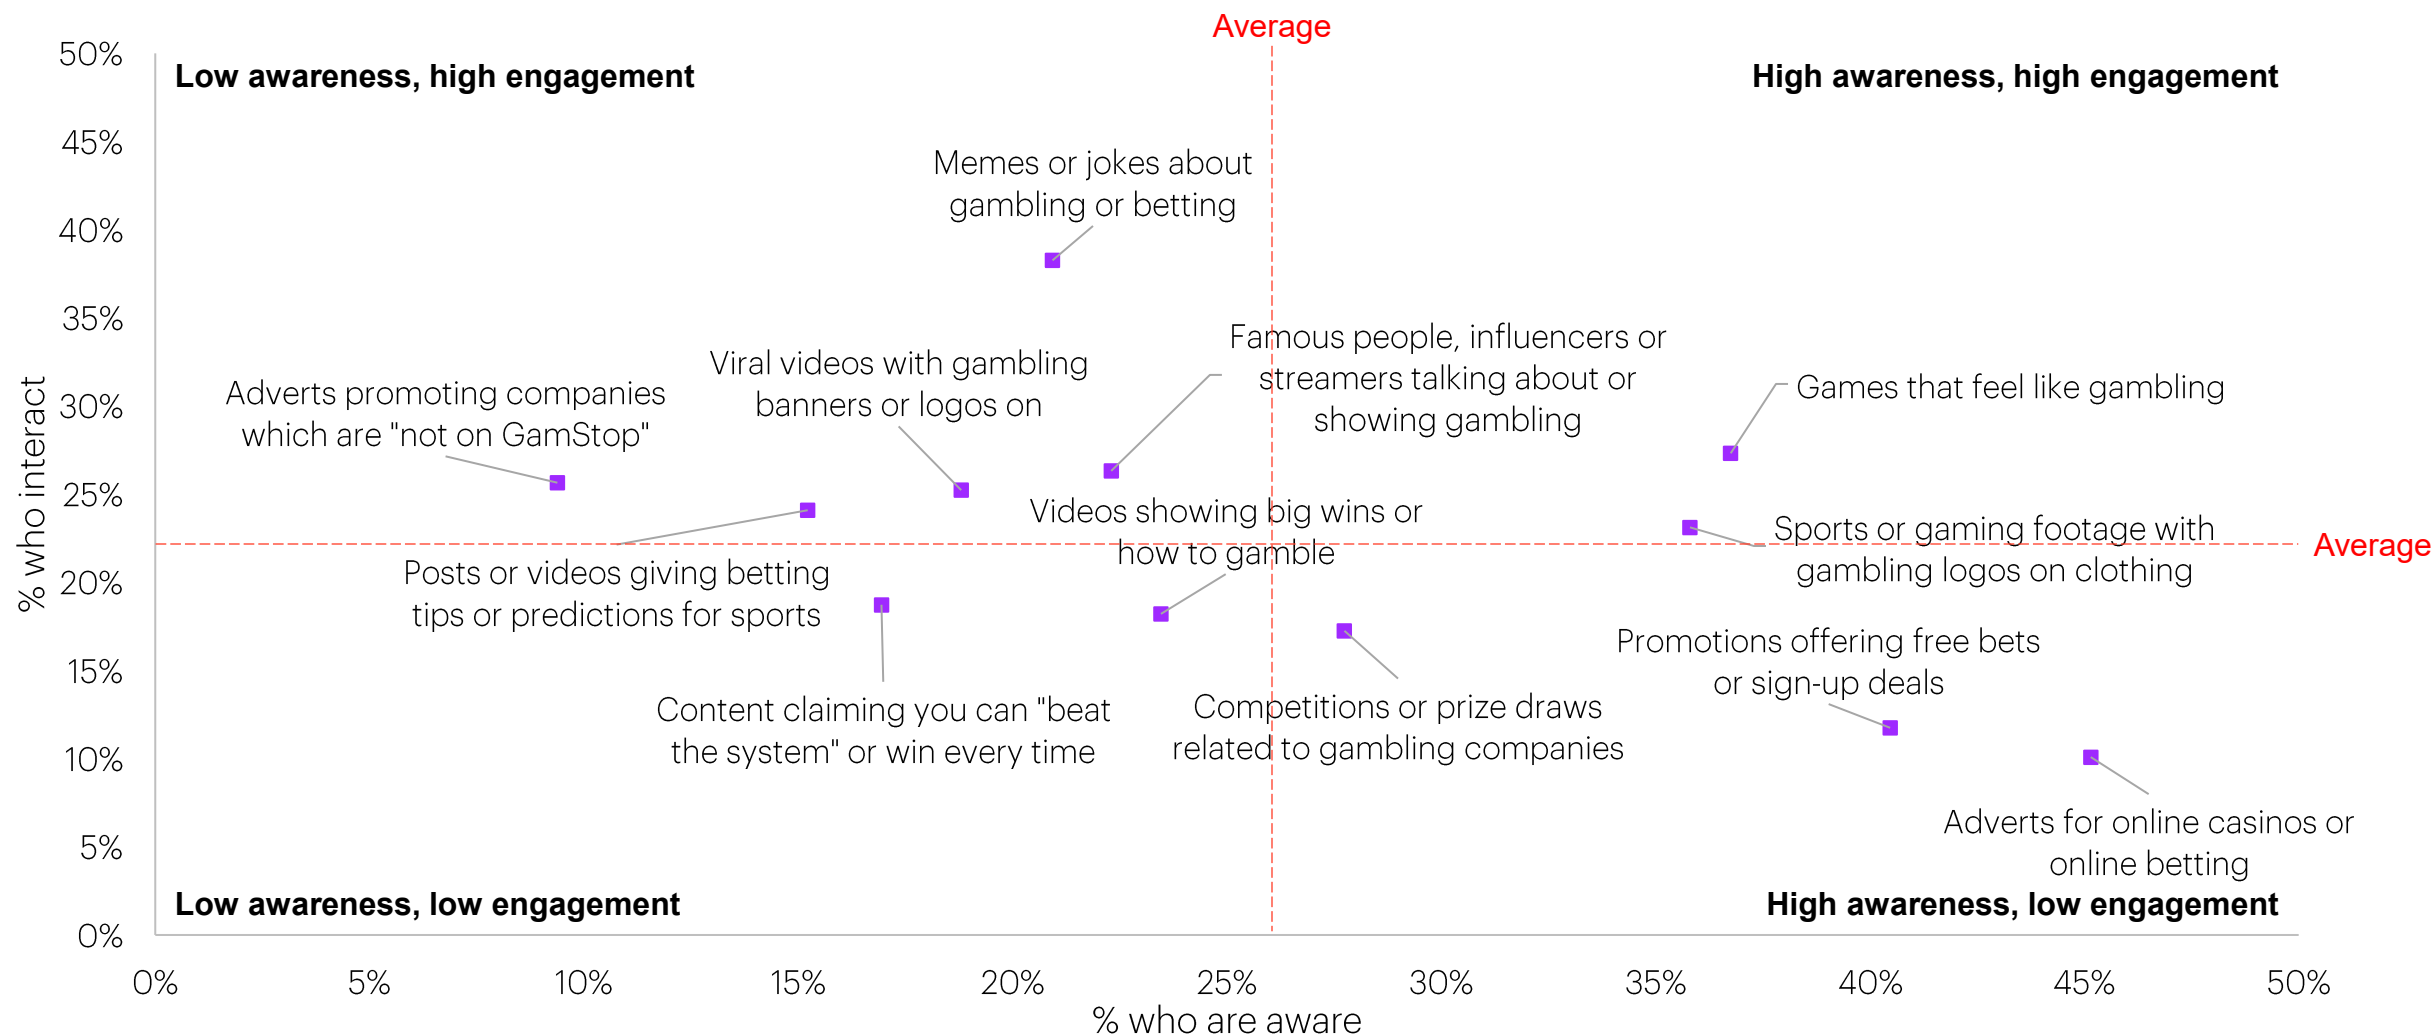 Average
50%
Low awareness, high engagement
High awareness, high engagement
45%
Memes or jokes about
gambling or betting
40%
35%
Famous people, influencers or
streamers talking about or
showing gambling
Viral videos with gambling
banners or logos on
Adverts promoting companies
which are "not on GamStop"
Games that feel like gambling
30%
25%
Videos showing big wins or
how to gamble
Sports or gaming footage with
gambling logos on clothing
Average
% who interact
20%
Posts or videos giving betting
tips or predictions for sports
Promotions offering free bets
or sign-up deals
15%
Content claiming you can "beat
the system" or win every time
Competitions or prize draws
related to gambling companies
10%
Adverts for online casinos or
online betting
5%
Low awareness, low engagement
High awareness, low engagement
0%
0% 5% 10% 15% 20% 25% 30% 35% 40% 45% 50%
% who are aware